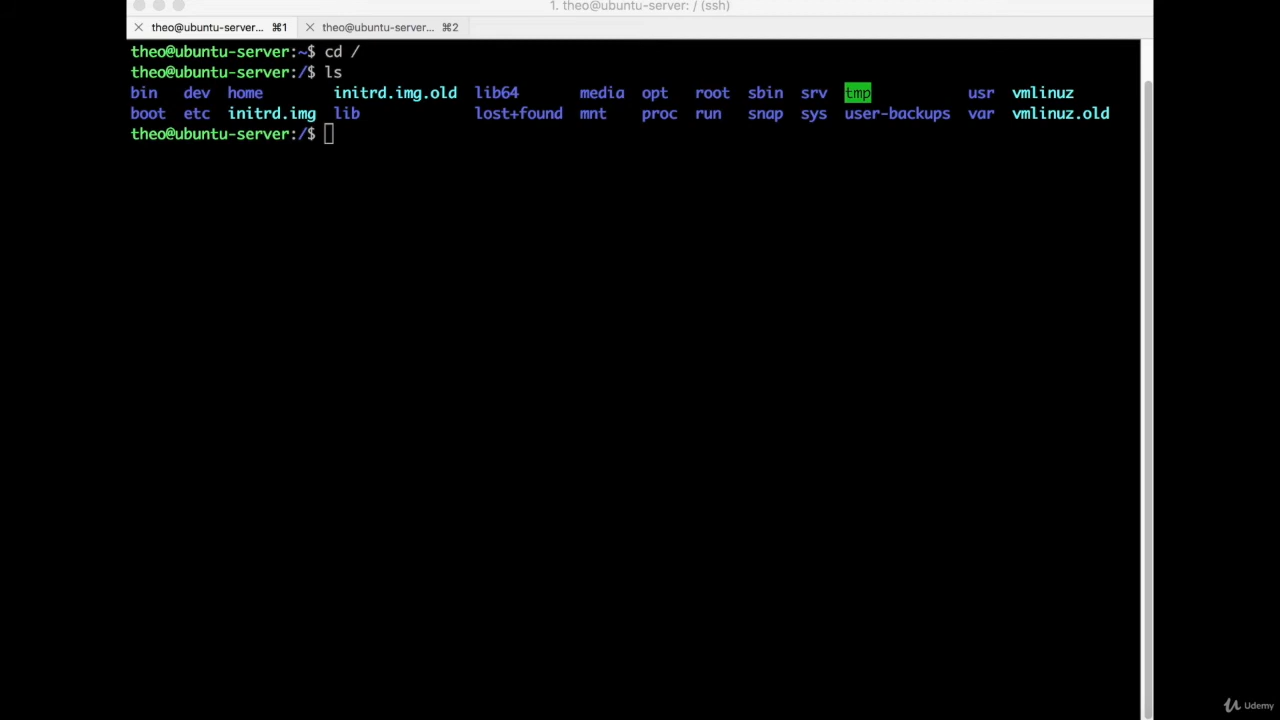 1. theo@ubuntu-server: / (ssh)
theo@ubuntu-server... ⌘1 theo@ubuntu-server... ⌘2
theo@ubuntu-server:~$ cd /
theo@ubuntu-server:/$ ls
bin dev home initrd.img.old lib64 media opt root sbin srv tmp usr vmlinuz
boot etc initrd.img lib lost+found mnt proc run snap sys user-backups var vmlinuz.old
theo@ubuntu-server:/$
Udemy